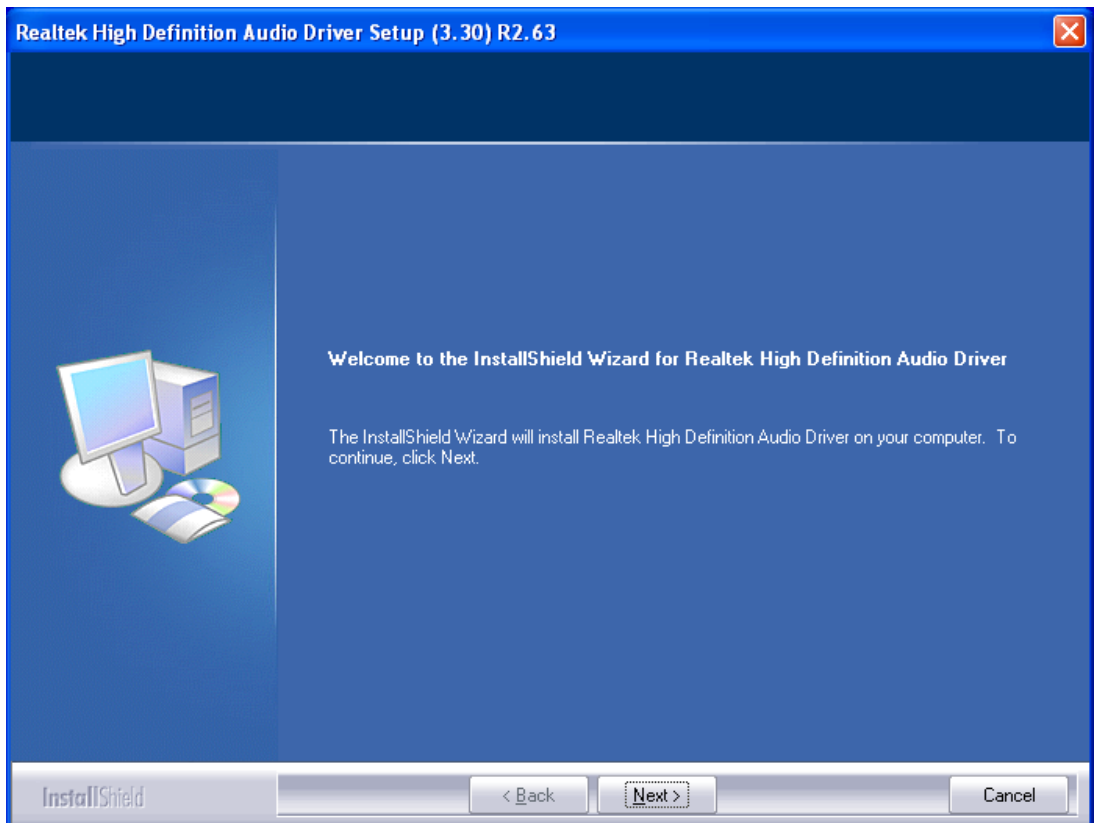 Realtek High Definition Audio Driver Setup (3.30) R2.63
Welcome to the InstallShield Wizard for Realtek High Definition Audio Driver
The InstallShield Wizard will install Realtek High Definition Audio Driver on your computer.  To
continue, click Next.
InstallShield
< Back
Next >
Cancel